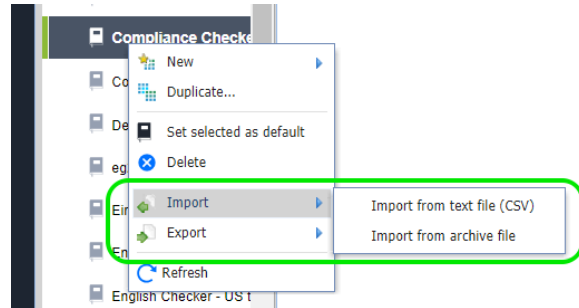 Compliance Checke
New
Co
Duplicate...
De
Set selected as default
eg
Delete
Import
Import from text file (CSV)
Ein
Export
Import from archive file
En
Refresh
English Checker - US t